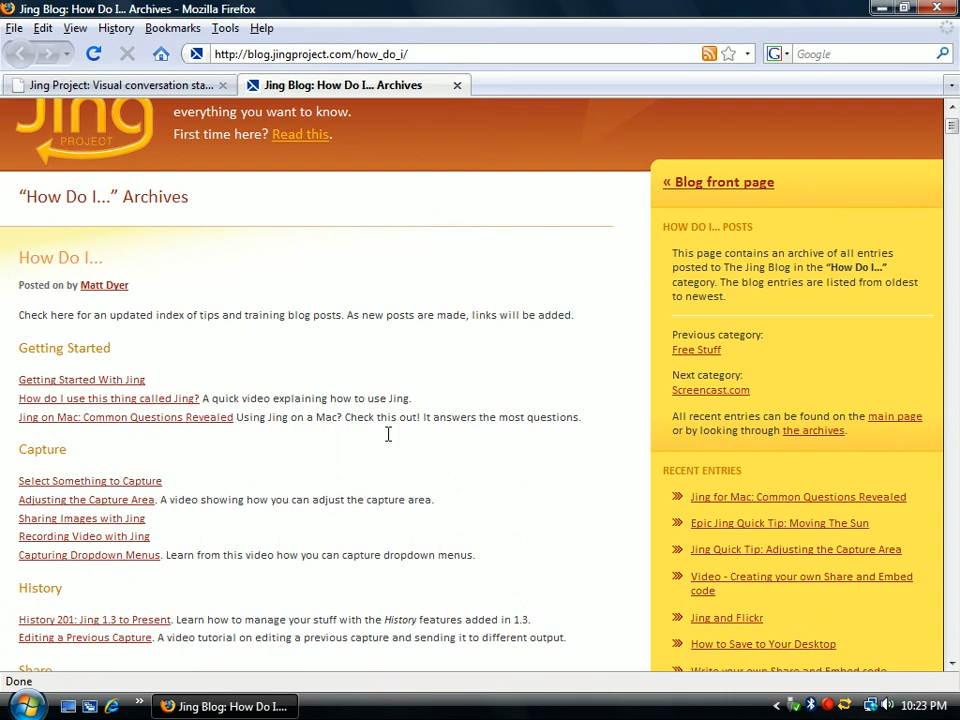 Jing Blog: How Do I... Archives - Mozilla Firefox
File Edit View History Bookmarks Tools Help
http://blog.jingproject.com/how_do_i/
G Google
Jing Project: Visual conversation sta...
Jing Blog: How Do I... Archives
Jing
PROJECT
everything you want to know.
First time here? Read this.
“How Do I...” Archives
How Do I...
Posted on by Matt Dyer
Check here for an updated index of tips and training blog posts. As new posts are made, links will be added.
Getting Started
Getting Started With Jing
How do I use this thing called Jing? A quick video explaining how to use Jing.
Jing on Mac: Common Questions Revealed Using Jing on a Mac? Check this out! It answers the most questions.
Capture
Select Something to Capture
Adjusting the Capture Area. A video showing how you can adjust the capture area.
Sharing Images with Jing
Recording Video with Jing
Capturing Dropdown Menus. Learn from this video how you can capture dropdown menus.
History
History 201: Jing 1.3 to Present. Learn how to manage your stuff with the History features added in 1.3.
Editing a Previous Capture. A video tutorial on editing a previous capture and sending it to different output.
Share
« Blog front page
HOW DO I... POSTS
This page contains an archive of all entries
posted to The Jing Blog in the “How Do I...”
category. The blog entries are listed from oldest
to newest.
Previous category:
Free Stuff
Next category:
Screencast.com
All recent entries can be found on the main page
or by looking through the archives.
RECENT ENTRIES
Jing for Mac: Common Questions Revealed
Epic Jing Quick Tip: Moving The Sun
Jing Quick Tip: Adjusting the Capture Area
Video - Creating your own Share and Embed
code
Jing and Flickr
How to Save to Your Desktop
Write your own Share and Embed code
Done
Jing Blog: How Do I....
10:23 PM